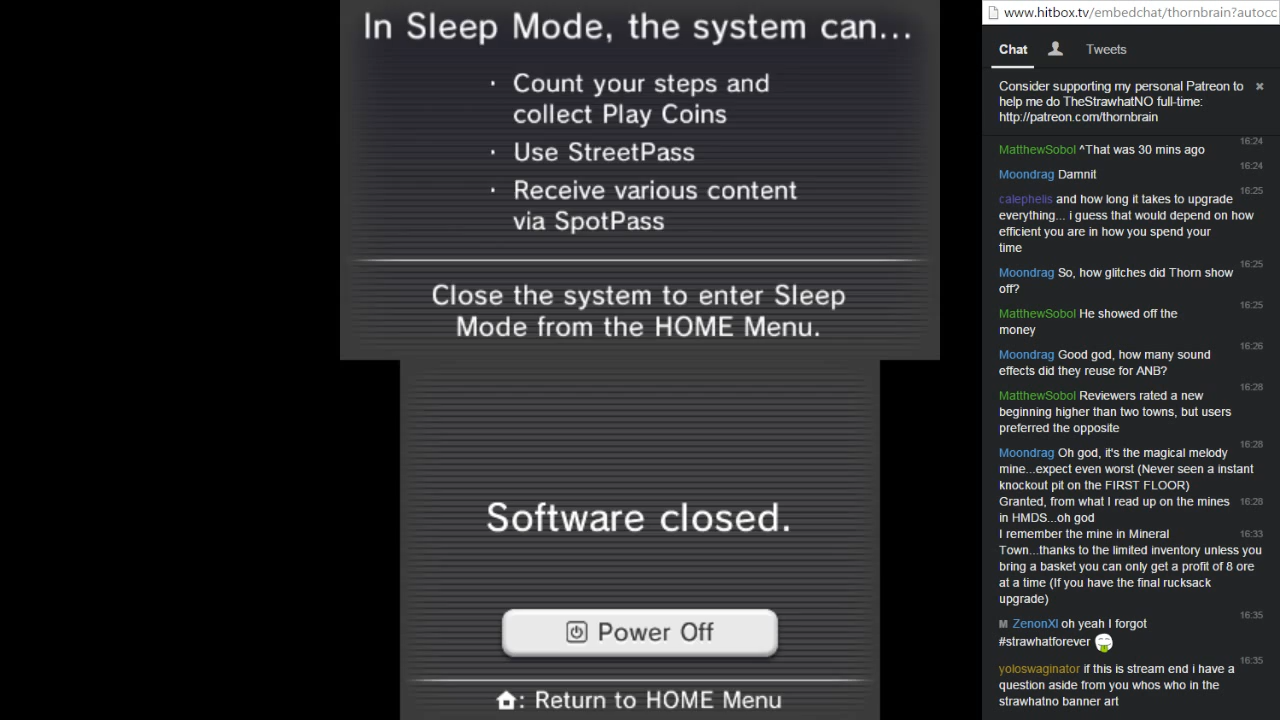 In Sleep Mode, the system can...
· Count your steps and
collect Play Coins
· Use StreetPass
· Receive various content
via SpotPass
Close the system to enter Sleep
Mode from the HOME Menu.
Software closed.
Power Off
: Return to HOME Menu
www.hitbox.tv/embedchat/thornbrain?autocc
Chat
Tweets
Consider supporting my personal Patreon to
help me do TheStrawhatNO full-time:
http://patreon.com/thornbrain
×
MatthewSobol ^That was 30 mins ago 16:24
Moondrag Damnit 16:24
calephelis and how long it takes to upgrade 16:25
everything... i guess that would depend on how
efficient you are in how you spend your
time
Moondrag So, how glitches did Thorn show 16:25
off?
MatthewSobol He showed off the 16:25
money
Moondrag Good god, how many sound 16:26
effects did they reuse for ANB?
MatthewSobol Reviewers rated a new 16:28
beginning higher than two towns, but users
preferred the opposite
Moondrag Oh god, it's the magical melody 16:28
mine...expect even worst (Never seen a instant
knockout pit on the FIRST FLOOR)
Granted, from what I read up on the mines 16:28
in HMDS...oh god
I remember the mine in Mineral 16:33
Town...thanks to the limited inventory unless you
bring a basket you can only get a profit of 8 ore
at a time (If you have the final rucksack
upgrade)
M ZenonXI oh yeah I forgot 16:35
#strawhatforever
yoloswaginator if this is stream end i have a 16:35
question aside from you whos who in the
strawhatno banner art